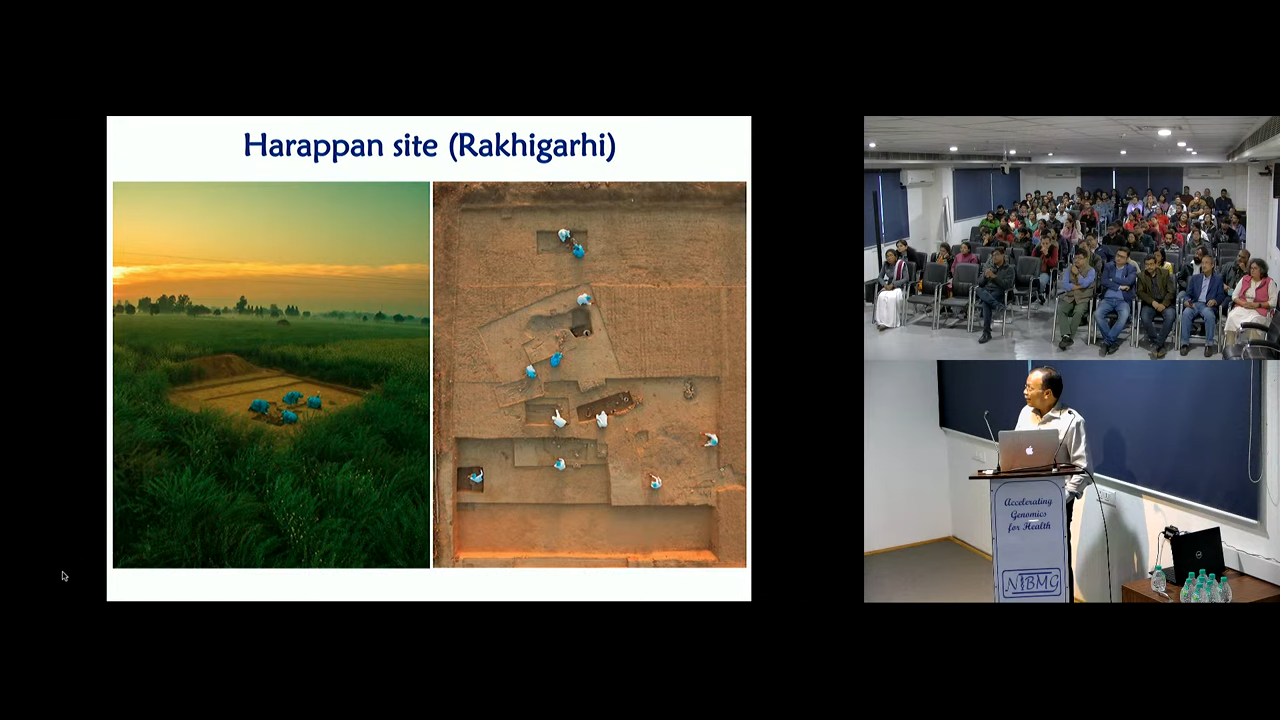 Harappan site (Rakhigarhi)
Accelerating
Genomics
for Health
NIBMG